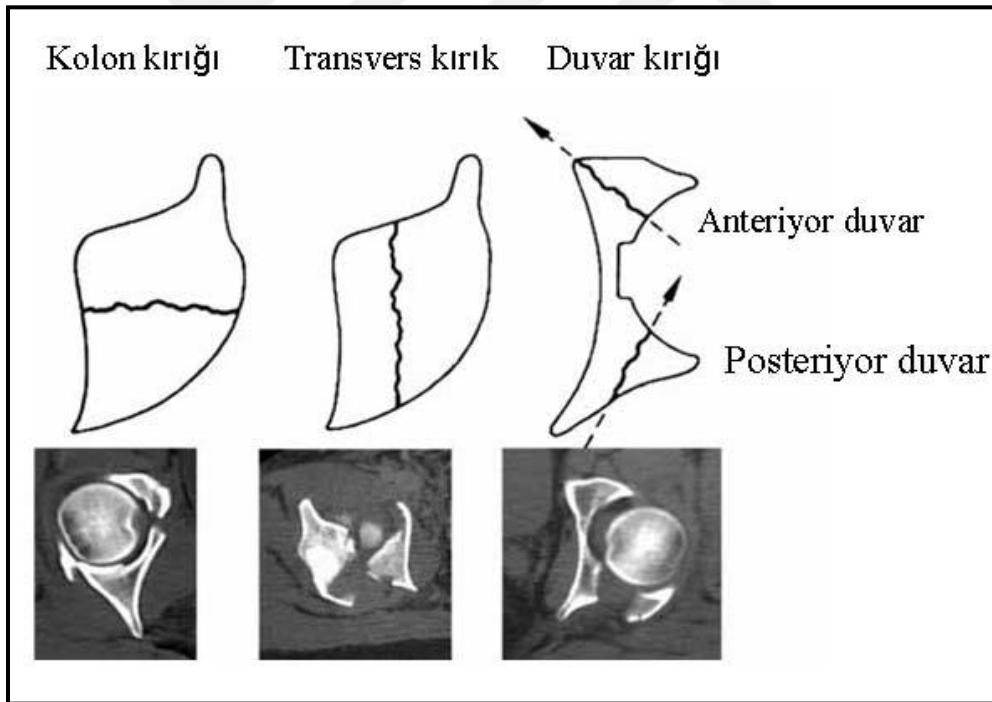 Kolon kırığı
Transvers kırık
Duvar kırığı
Anteriyor duvar
Posteriyor duvar